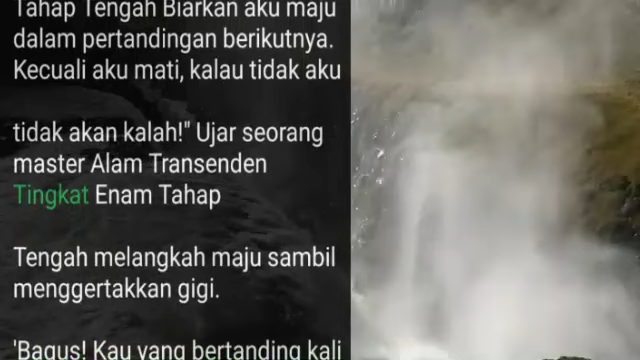 Tahap Tengah Biarkan aku maju
dalam pertandingan berikutnya.
Kecuali aku mati, kalau tidak aku
tidak akan kalah!" Ujar seorang
master Alam Transenden
Tingkat Enam Tahap
Tengah melangkah maju sambil
menggertakkan gigi.
'Bagus! Kau yang bertanding kali